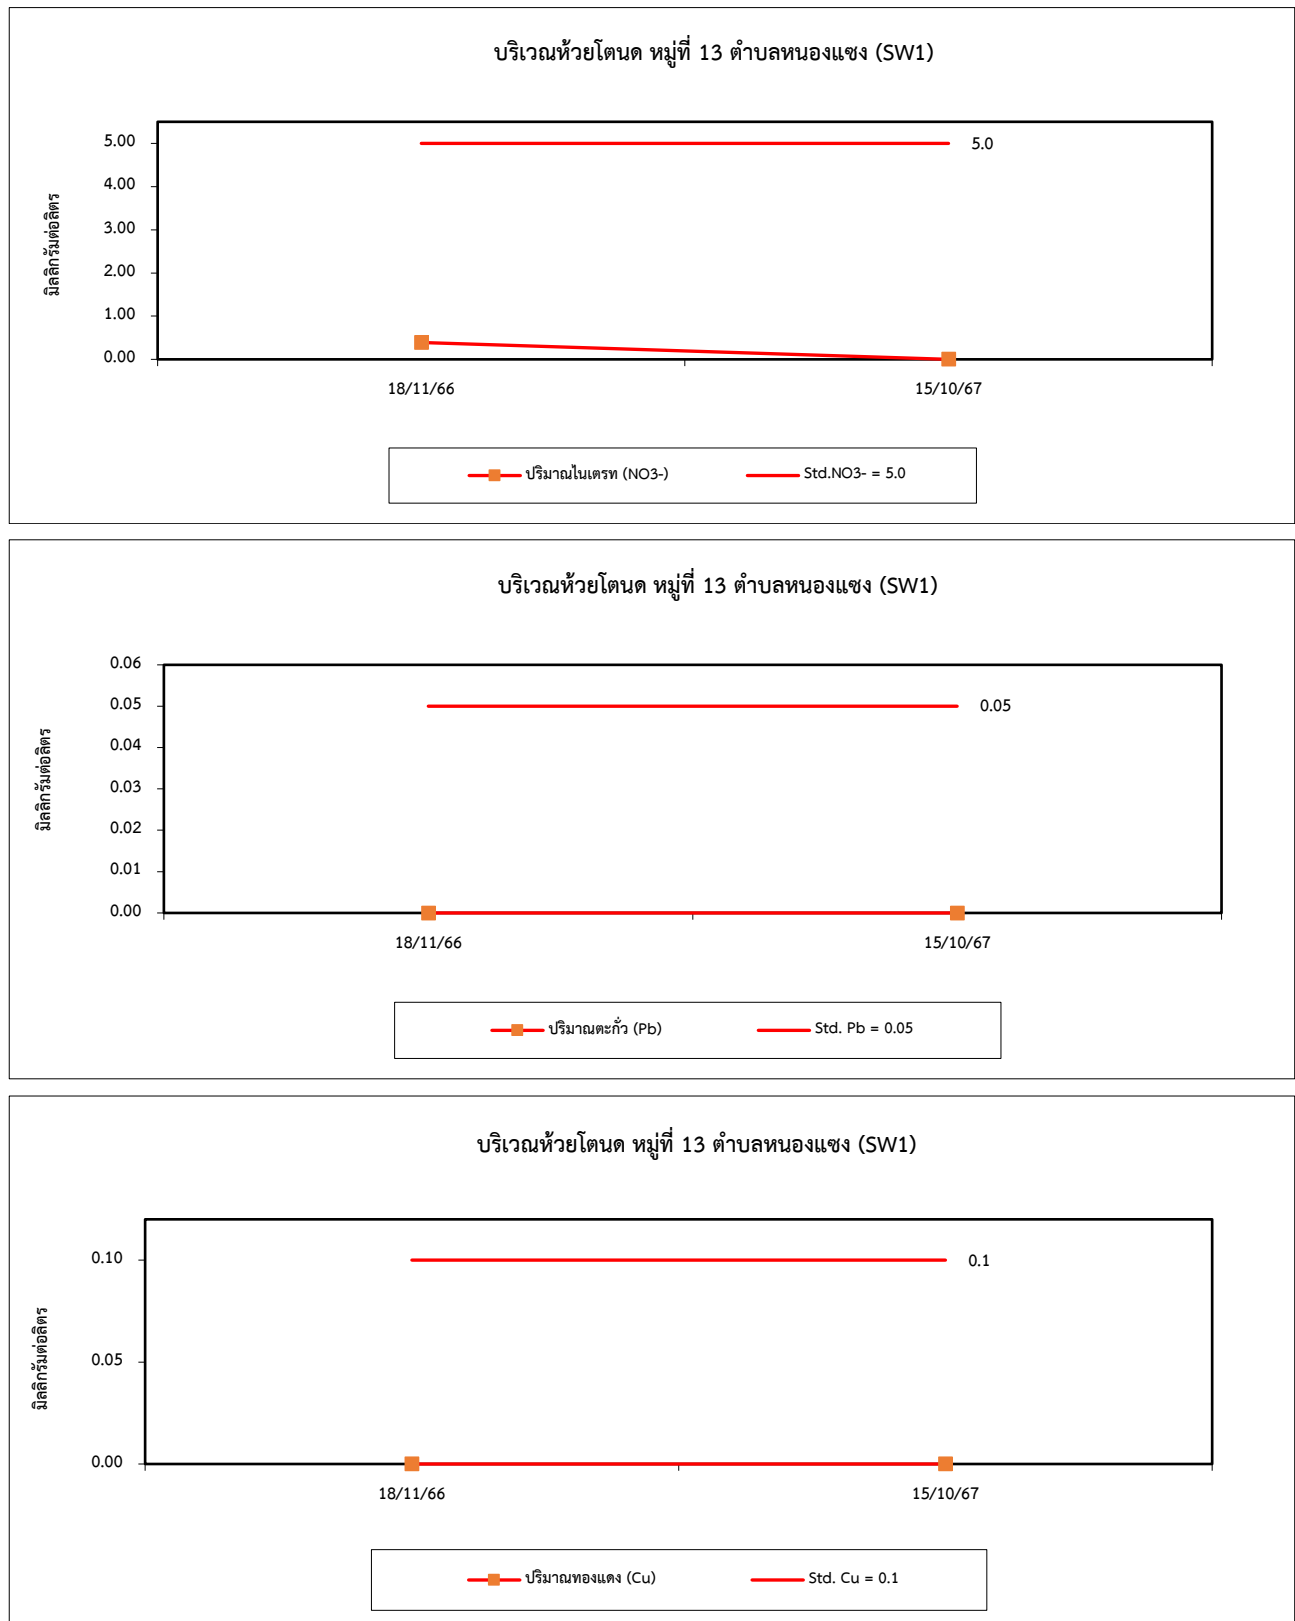 บริเวณห้วยโตนด หมู่ที่ 13 ตำบลหนองแซง (SW1)
มิลลิกรัมต่อลิตร
5.00
4.00
3.00
2.00
1.00
0.00
5.0
18/11/66 15/10/67
ปริมาณไนเตรท (NO3-) Std.NO3- = 5.0
บริเวณห้วยโตนด หมู่ที่ 13 ตำบลหนองแซง (SW1)
มิลลิกรัมต่อลิตร
0.06
0.05
0.04
0.03
0.02
0.01
0.00
0.05
18/11/66 15/10/67
ปริมาณตะกั่ว (Pb) Std. Pb = 0.05
บริเวณห้วยโตนด หมู่ที่ 13 ตำบลหนองแซง (SW1)
มิลลิกรัมต่อลิตร
0.10
0.05
0.00
0.1
18/11/66 15/10/67
ปริมาณทองแดง (Cu) Std. Cu = 0.1